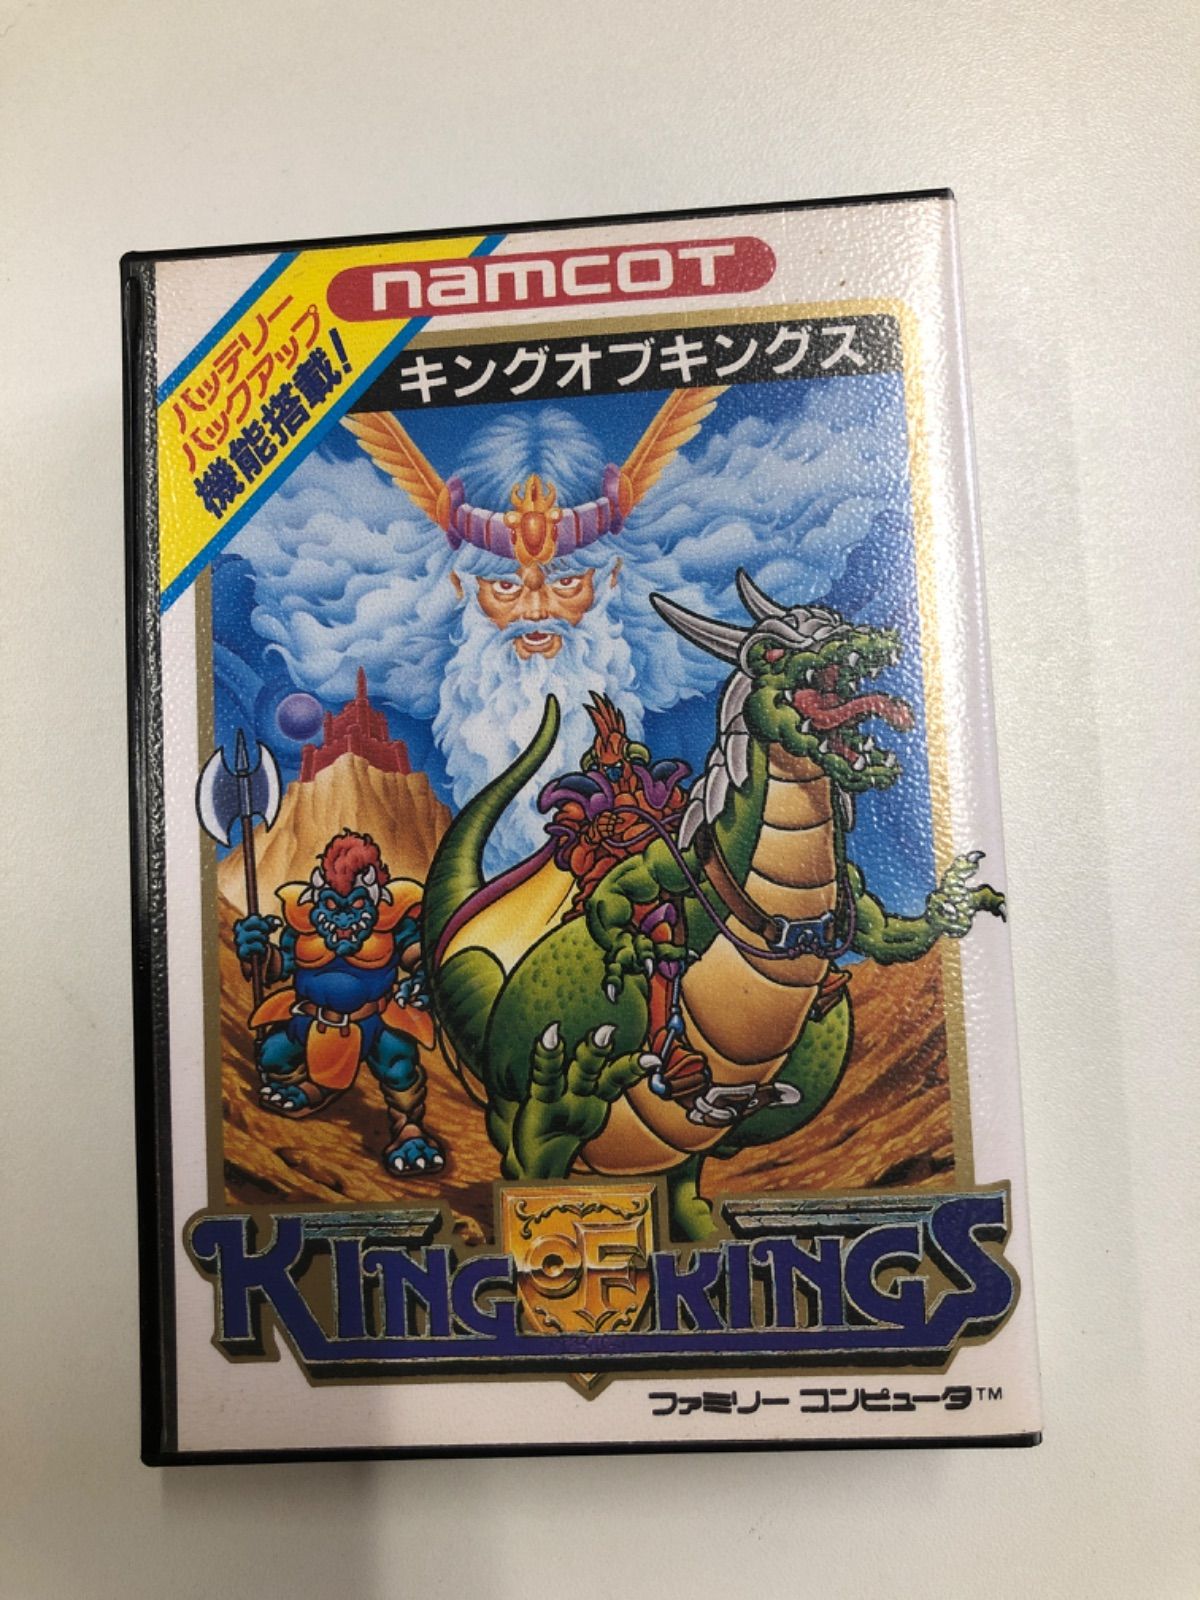 バッテリー
バックアップ
機能搭載!
namcoT
キングオブキングス
KING OF KINGS
ファミリー コンピュータ™